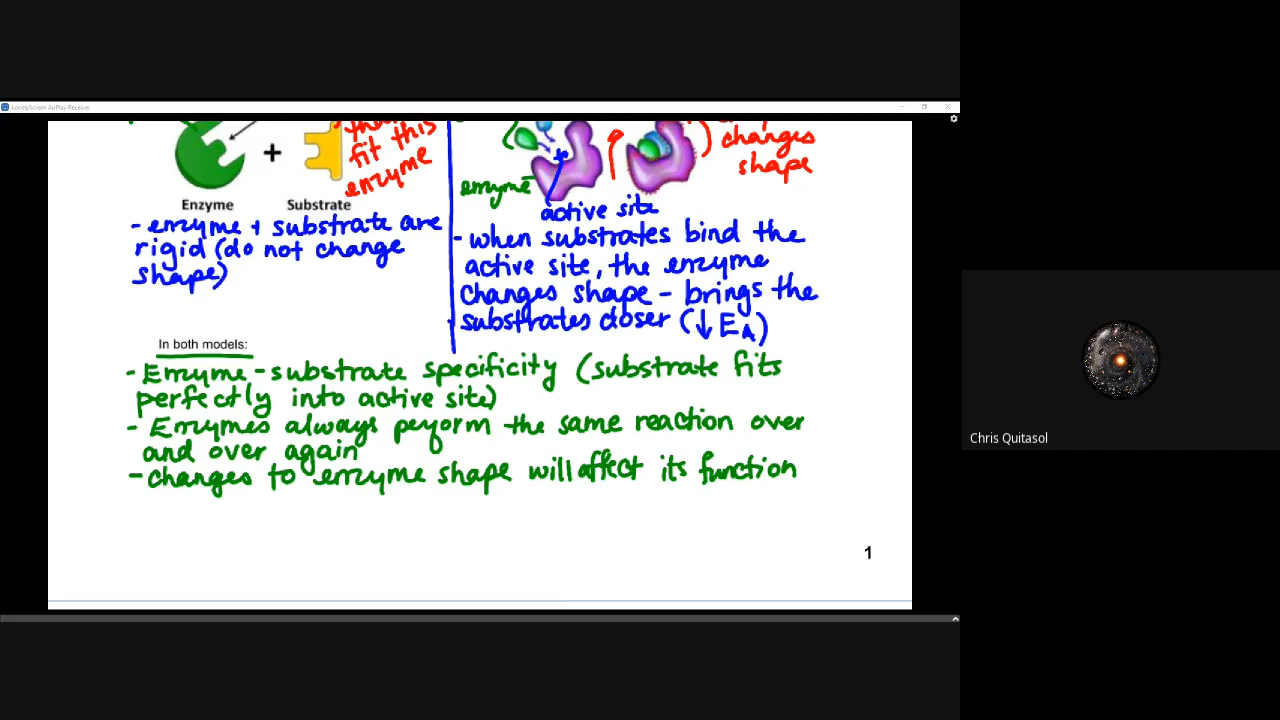 LonelyScreen AirPlay Receiver
fit this
enzyme
+
Enzyme Substrate
- enzyme + substrate are
rigid (do not change
shape)
changes
shape
enzyme
active site
- when substrates bind the
active site, the enzyme
changes shape - brings the
substrates closer (↓ EA)
In both models:
- Enzyme - substrate specificity (substrate fits
perfectly into active site)
- Enzymes always perform the same reaction over
and over again
- changes to enzyme shape will affect its function
1
Chris Quitasol